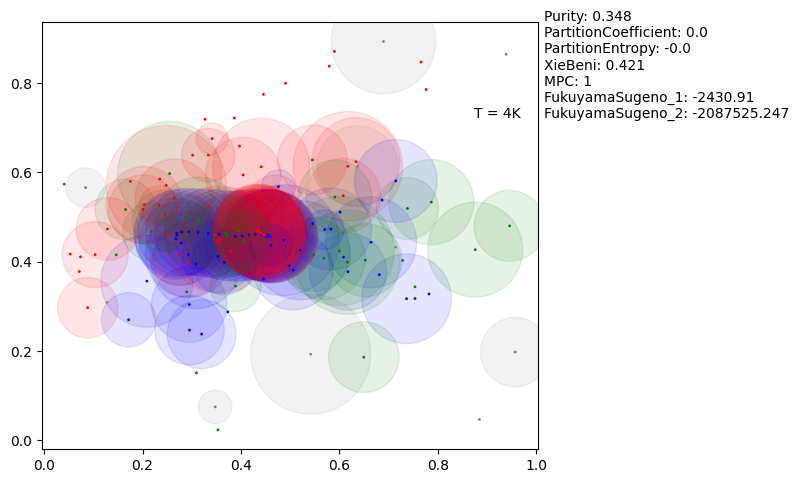 Purity: 0.348
PartitionCoefficient: 0.0
PartitionEntropy: -0.0
XieBeni: 0.421
MPC: 1
FukuyamaSugeno_1: -2430.91
FukuyamaSugeno_2: -2087525.247
T = 4K
0.8
0.6
0.4
0.2
0.0
0.0 0.2 0.4 0.6 0.8 1.0